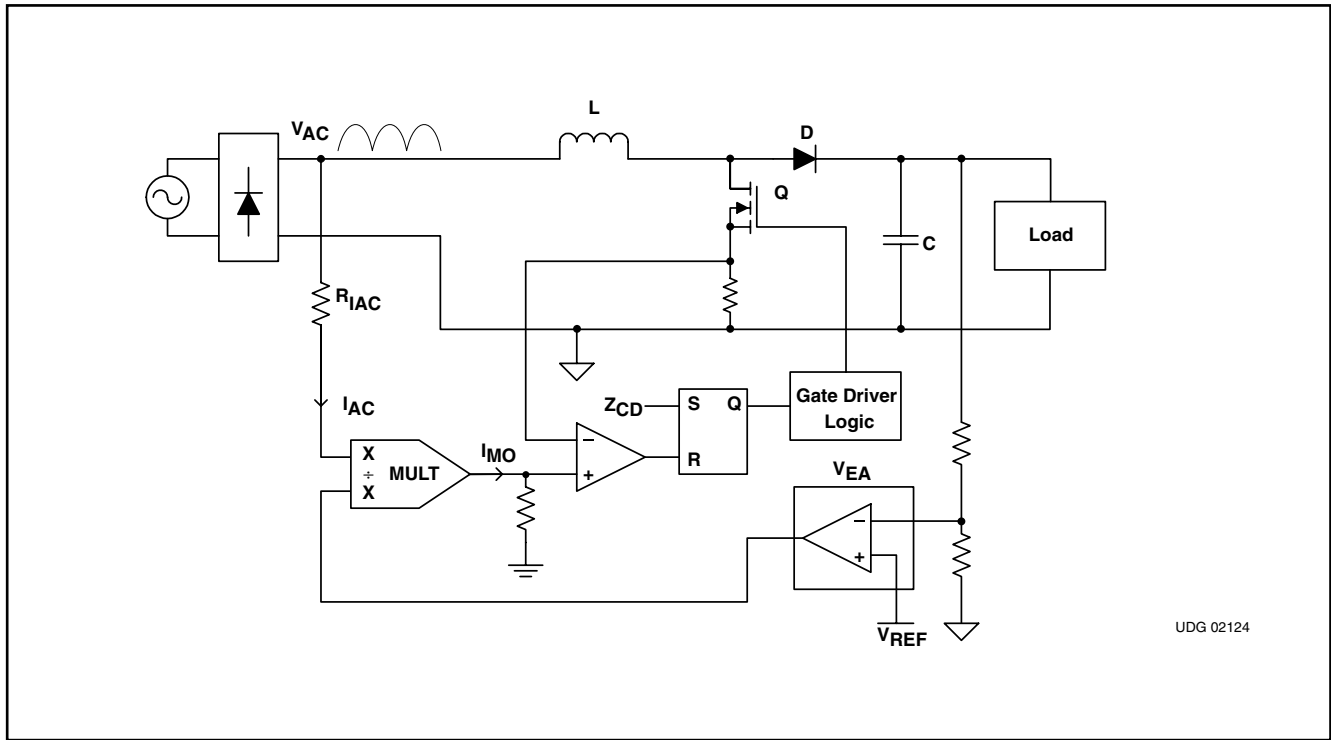 L
VAC
D
Q
C
Load
RIAC
IAC
ZCD
S Q
R
Gate Driver
Logic
X
÷
X
MULT
IMO
−
+
VEA
−
+
VREF
UDG 02124